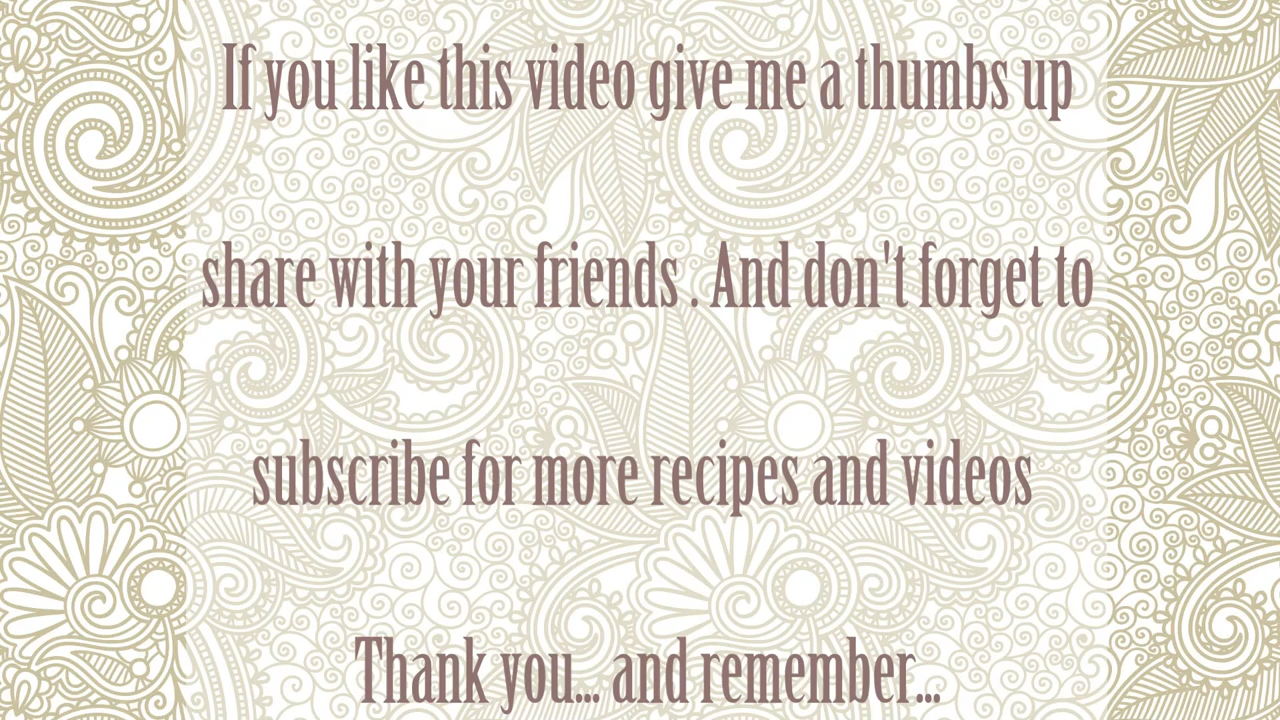 If you like this video give me a thumbs up
share with your friends . And don't forget to
subscribe for more recipes and videos
Thank you... and remember...